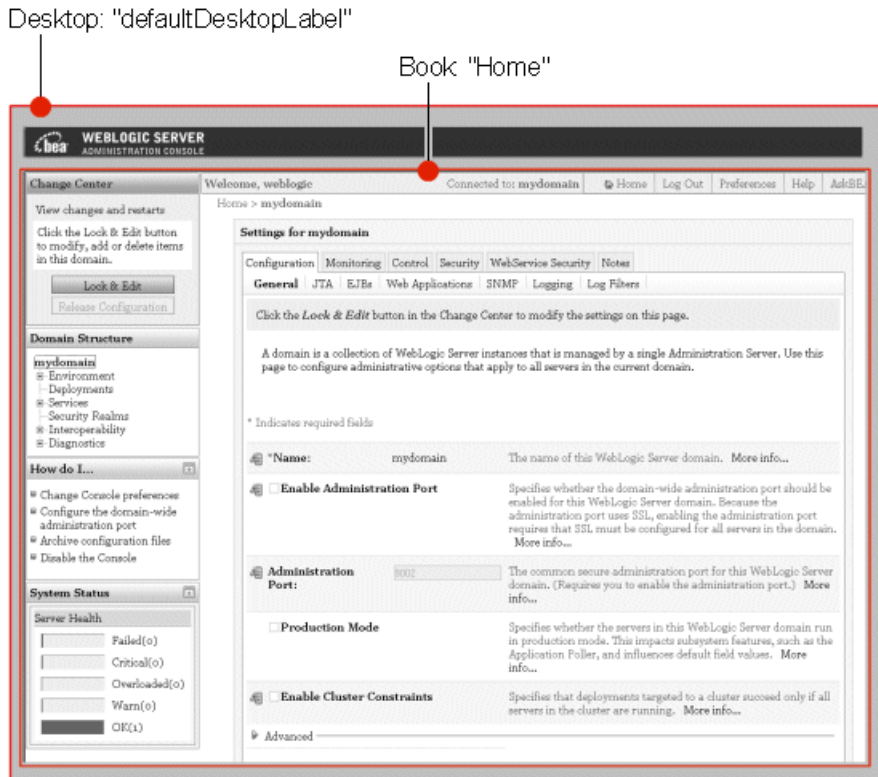 Desktop: "defaultDesktopLabel"
Book: "Home"
bea WEBLOGIC SERVER
ADMINISTRATION CONSOLE
Change Center
View changes and restarts
Click the Lock & Edit button
to modify, add or delete items
in this domain.
Lock & Edit
Release Configuration
Domain Structure
mydomain
Environment
Deployments
Services
Security Realms
Interoperability
Diagnostics
How do I...
Change Console preferences
Configure the domain-wide
administration port
Archive configuration files
Disable the Console
System Status
Server Health
Failed(0)
Critical(0)
Overloaded(0)
Warn(0)
OK(1)
Welcome, weblogic Connected to: mydomain Home Log Out Preferences Help AskBE
Home > mydomain
Settings for mydomain
Configuration Monitoring Control Security WebService Security Notes
General JTA EJBs Web Applications SNMP Logging Log Filters
Click the Lock & Edit button in the Change Center to modify the settings on this page.
A domain is a collection of WebLogic Server instances that is managed by a single Administration Server. Use this
page to configure administrative options that apply to all servers in the current domain.
* Indicates required fields
*Name: mydomain The name of this WebLogic Server domain. More info...
Enable Administration Port Specifies whether the domain-wide administration port should be
enabled for this WebLogic Server domain. Because the
administration port uses SSL, enabling the administration port
requires that SSL must be configured for all servers in the domain.
More info...
Administration 9002 The common secure administration port for this WebLogic Server
Port: domain. (Requires you to enable the administration port.) More
info...
Production Mode Specifies whether the servers in this WebLogic Server domain run
in production mode. This impacts subsystem features, such as the
Application Poller, and influences default field values. More
info...
Enable Cluster Constraints Specifies that deployments targeted to a cluster succeed only if all
servers in the cluster are running. More info...
Advanced